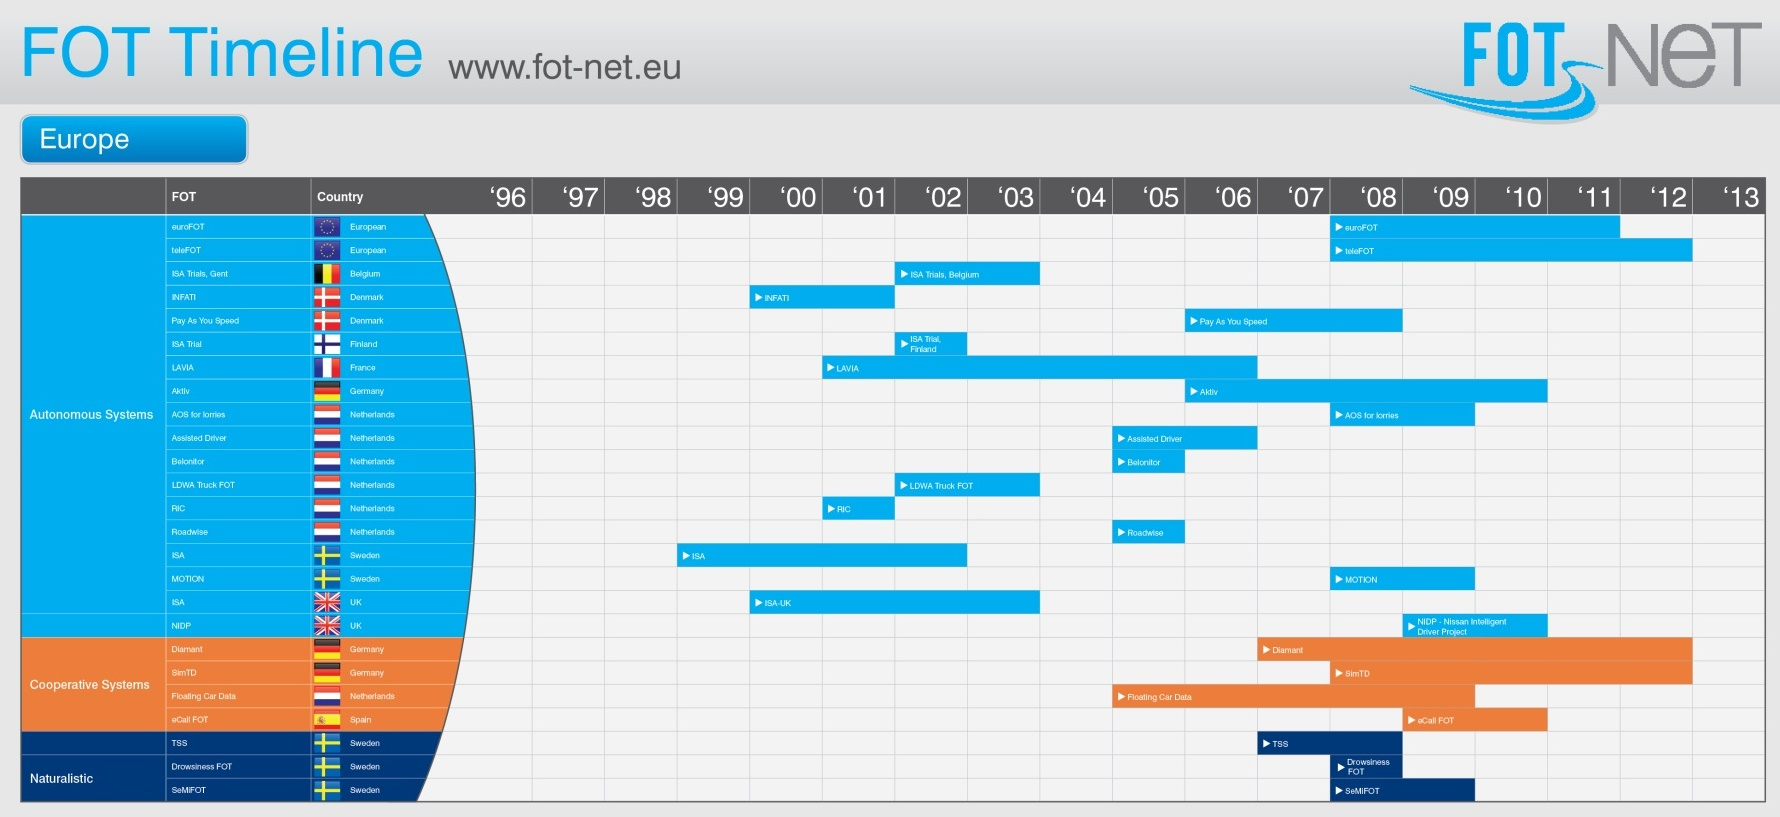 FOT Timeline www.fot-net.eu
FOT NeT
Europe
FOT Country ‘96 ‘97 ‘98 ‘99 ‘00 ‘01 ‘02 ‘03 ‘04 ‘05 ‘06 ‘07 ‘08 ‘09 ‘10 ‘11 ‘12 ‘13
Autonomous Systems
euroFOT European euroFOT
teleFOT European teleFOT
ISA Trials, Gent Belgium ISA Trials, Belgium
INFATI Denmark INFATI
Pay As You Speed Denmark Pay As You Speed
ISA Trial Finland ISA Trial,
Finland
LAVIA France LAVIA
Aktiv Germany Aktiv
AOS for lorries Netherlands AOS for lorries
Assisted Driver Netherlands Assisted Driver
Belonitor Netherlands Belonitor
LDWA Truck FOT Netherlands LDWA Truck FOT
RIC Netherlands RIC
Roadwise Netherlands Roadwise
ISA Sweden ISA
MOTION Sweden MOTION
ISA UK ISA-UK
NIDP UK NIDP - Nissan Intelligent
Driver Project
Cooperative Systems
Diamant Germany Diamant
SimTD Germany SimTD
Floating Car Data Netherlands Floating Car Data
eCall FOT Spain eCall FOT
Naturalistic
TSS Sweden TSS
Drowsiness FOT Sweden Drowsiness
FOT
SeMiFOT Sweden SeMiFOT